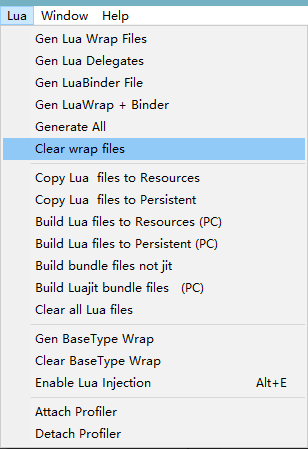 Lua Window Help
Gen Lua Wrap Files
Gen Lua Delegates
Gen LuaBinder File
Gen LuaWrap + Binder
Generate All
Clear wrap files
Copy Lua  files to Resources
Copy Lua  files to Persistent
Build Lua files to Resources (PC)
Build Lua files to Persistent (PC)
Build bundle files not jit
Build Luajit bundle files   (PC)
Clear all Lua files
Gen BaseType Wrap
Clear BaseType Wrap
Enable Lua Injection Alt+E
Attach Profiler
Detach Profiler